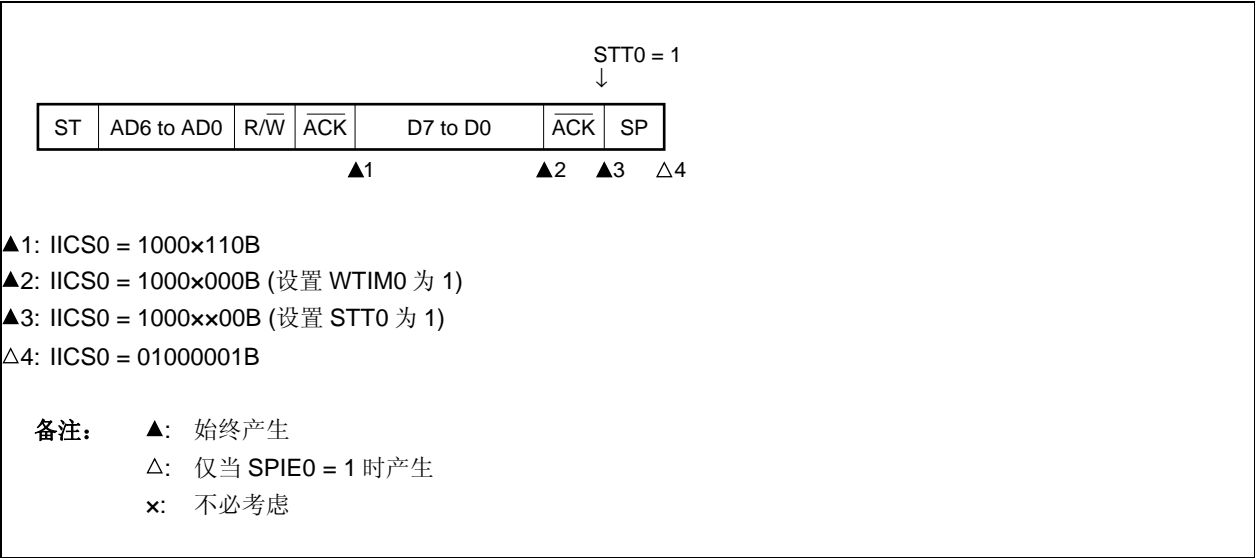 STT0 = 1
↓
ST AD6 to AD0 R/W̅ A̅C̅K̅ D7 to D0 A̅C̅K̅ SP
▲1 ▲2 ▲3 △4
▲1: IICS0 = 1000×110B
▲2: IICS0 = 1000×000B (设置 WTIM0 为 1)
▲3: IICS0 = 1000××00B (设置 STT0 为 1)
△4: IICS0 = 01000001B
备注： ▲: 始终产生
△: 仅当 SPIE0 = 1 时产生
×: 不必考虑